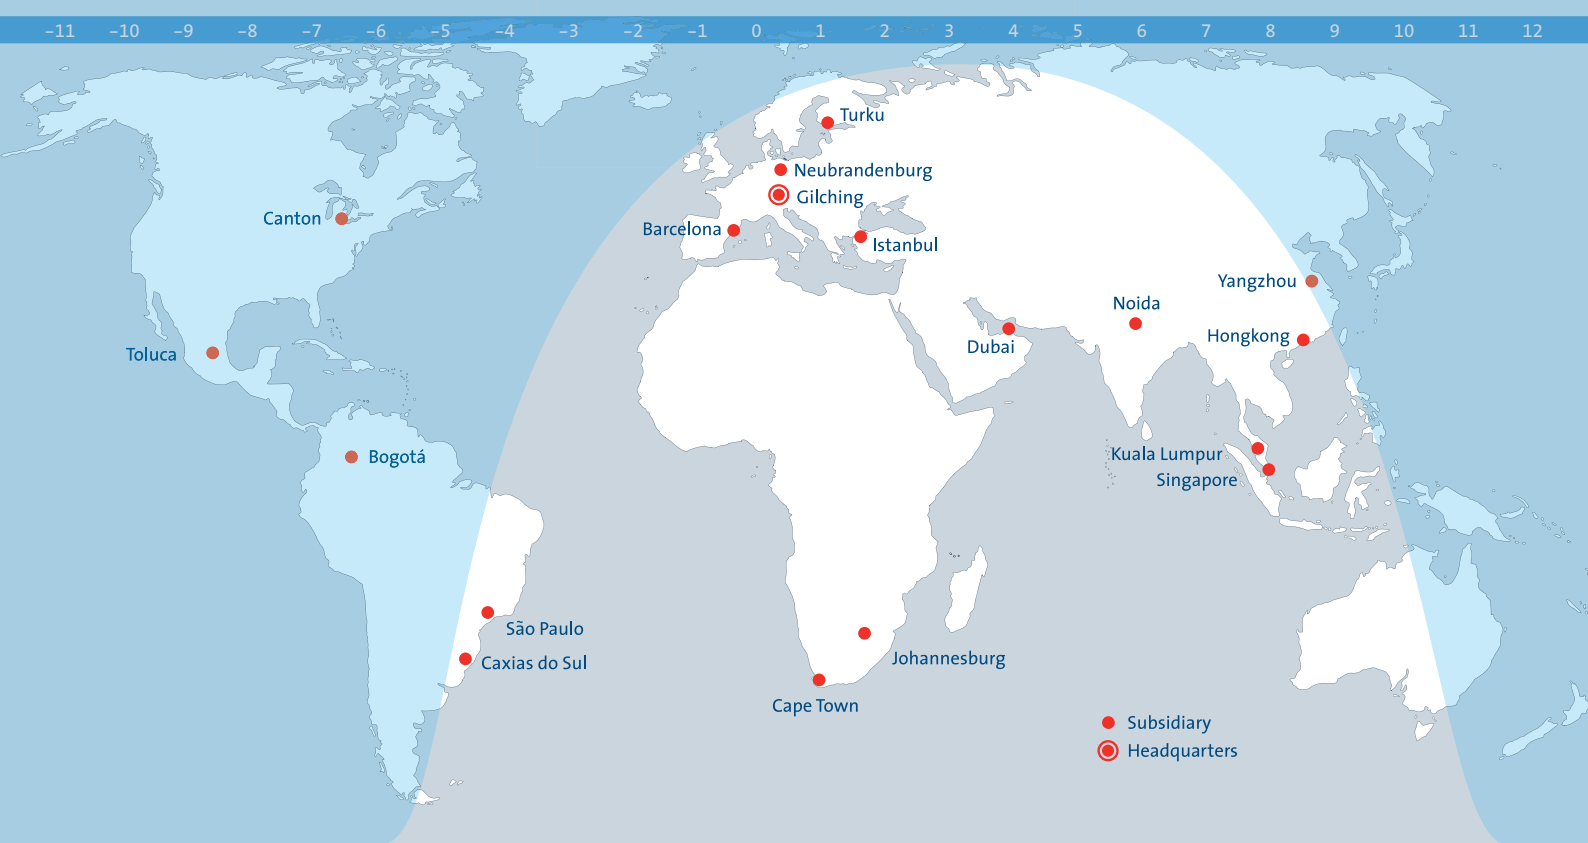 −11 −10 −9 −8 −7 −6 −5 −4 −3 −2 −1 0 1 2 3 4 5 6 7 8 9 10 11 12
Turku
Neubrandenburg
Gilching
Canton
Barcelona
Istanbul
Yangzhou
Noida
Hongkong
Dubai
Toluca
Bogotá
Kuala Lumpur
Singapore
São Paulo
Caxias do Sul
Johannesburg
Cape Town
Subsidiary
Headquarters